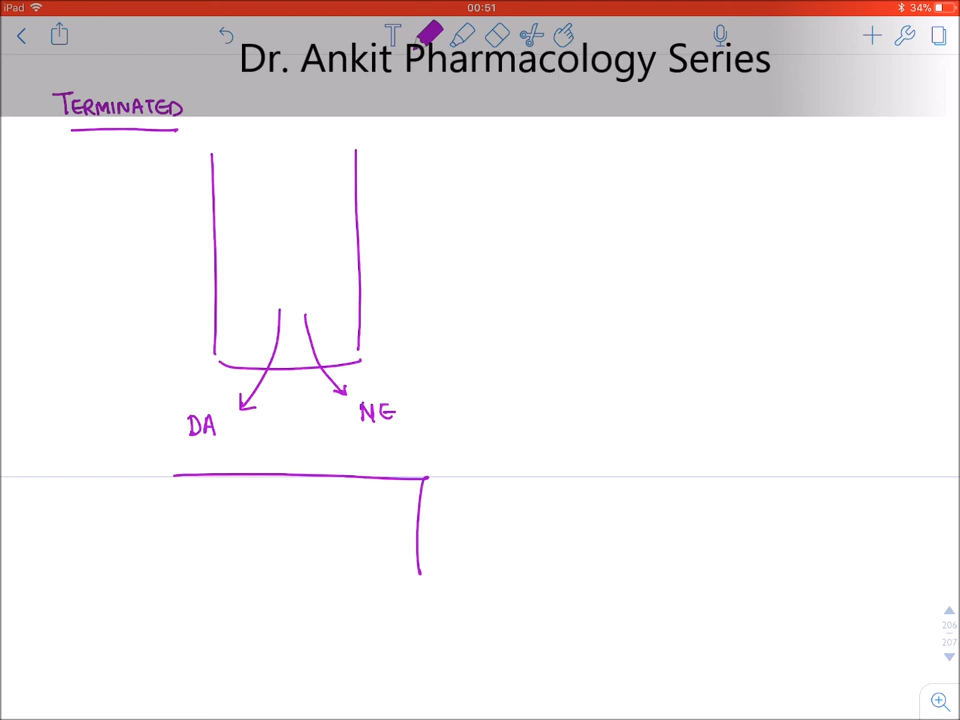 iPad 00:51 34%
T
Dr. Ankit Pharmacology Series
TERMINATED
DA NE
206
207